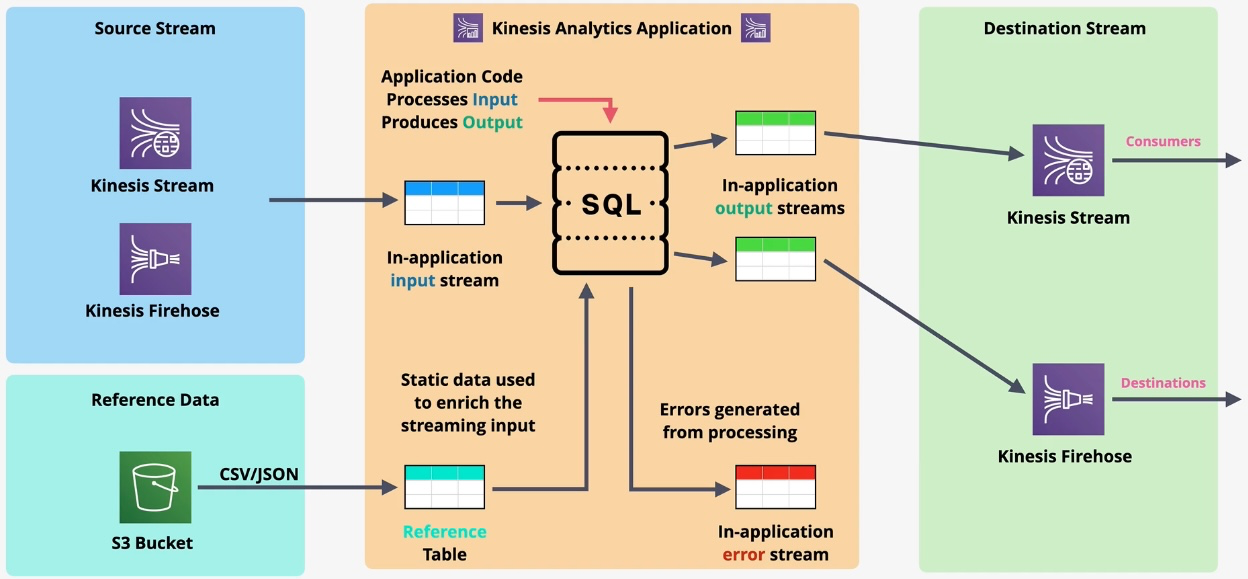 Source Stream
Kinesis Stream
Kinesis Firehose
Reference Data
S3 Bucket
CSV/JSON
Kinesis Analytics Application
Application Code
Processes Input
Produces Output
SQL
In-application
input stream
In-application
output streams
Static data used
to enrich the
streaming input
Reference
Table
Errors generated
from processing
In-application
error stream
Destination Stream
Kinesis Stream
Consumers
Kinesis Firehose
Destinations